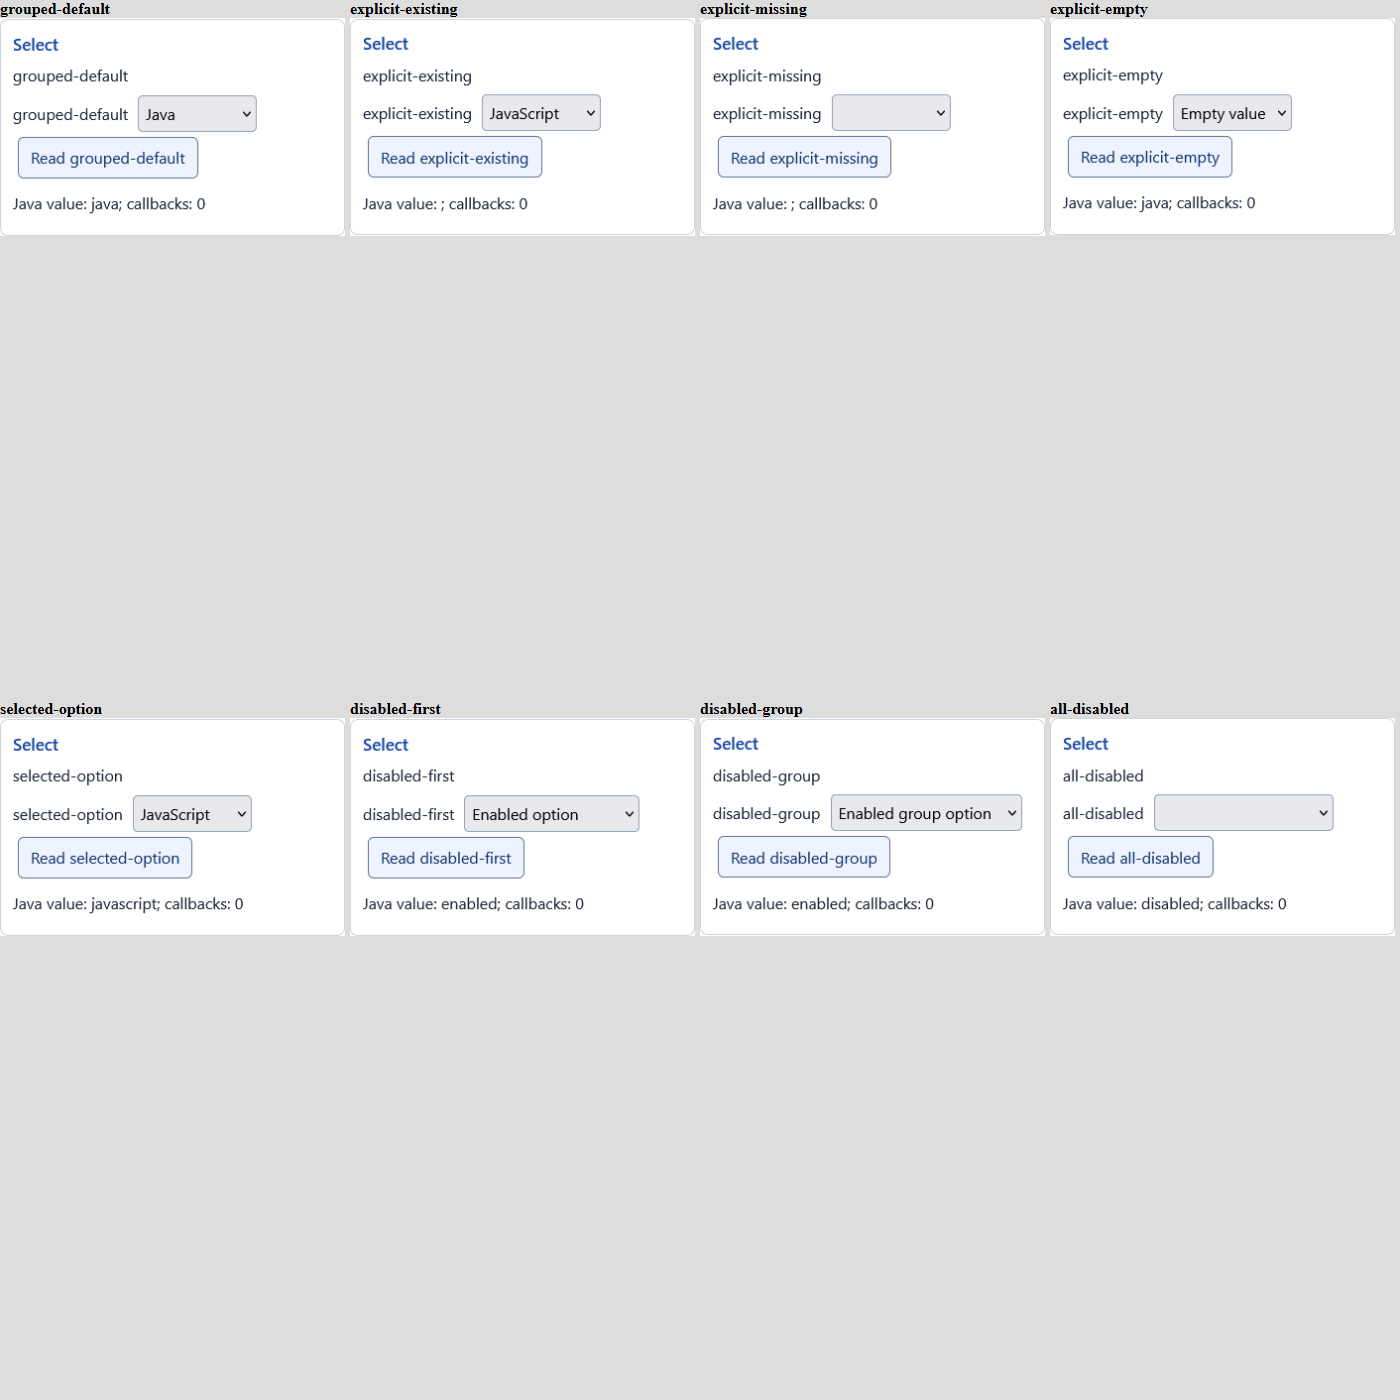 grouped-default
Select
grouped-default
grouped-default Java
Read grouped-default
Java value: java; callbacks: 0
explicit-existing
Select
explicit-existing
explicit-existing JavaScript
Read explicit-existing
Java value: ; callbacks: 0
explicit-missing
Select
explicit-missing
explicit-missing
Read explicit-missing
Java value: ; callbacks: 0
explicit-empty
Select
explicit-empty
explicit-empty Empty value
Read explicit-empty
Java value: java; callbacks: 0
selected-option
Select
selected-option
selected-option JavaScript
Read selected-option
Java value: javascript; callbacks: 0
disabled-first
Select
disabled-first
disabled-first Enabled option
Read disabled-first
Java value: enabled; callbacks: 0
disabled-group
Select
disabled-group
disabled-group Enabled group option
Read disabled-group
Java value: enabled; callbacks: 0
all-disabled
Select
all-disabled
all-disabled
Read all-disabled
Java value: disabled; callbacks: 0